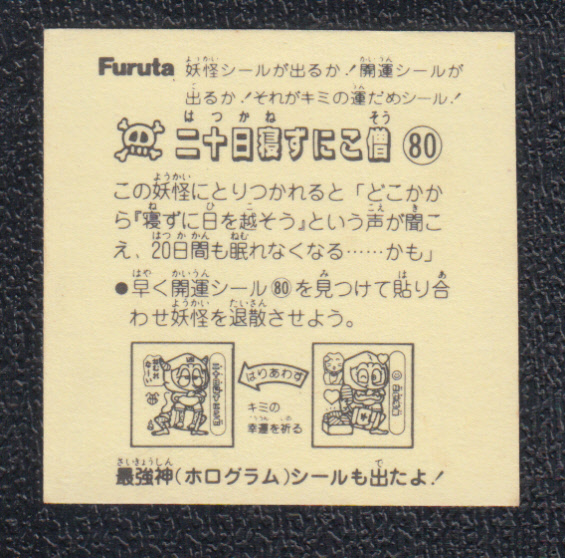 Furuta 妖怪シールが出るか！開運シールが
出るか！それがキミの運だめシール！
二十日寝ずにこ僧 80
この妖怪にとりつかれると「どこかか
ら『寝ずに日を越そう』という声が聞こ
え、20日間も眠れなくなる……かも」
●早く開運シール80を見つけて貼り合
わせ妖怪を退散させよう。
はりあわす
キミの
幸運を祈る
最強神(ホログラム)シールも出たよ！